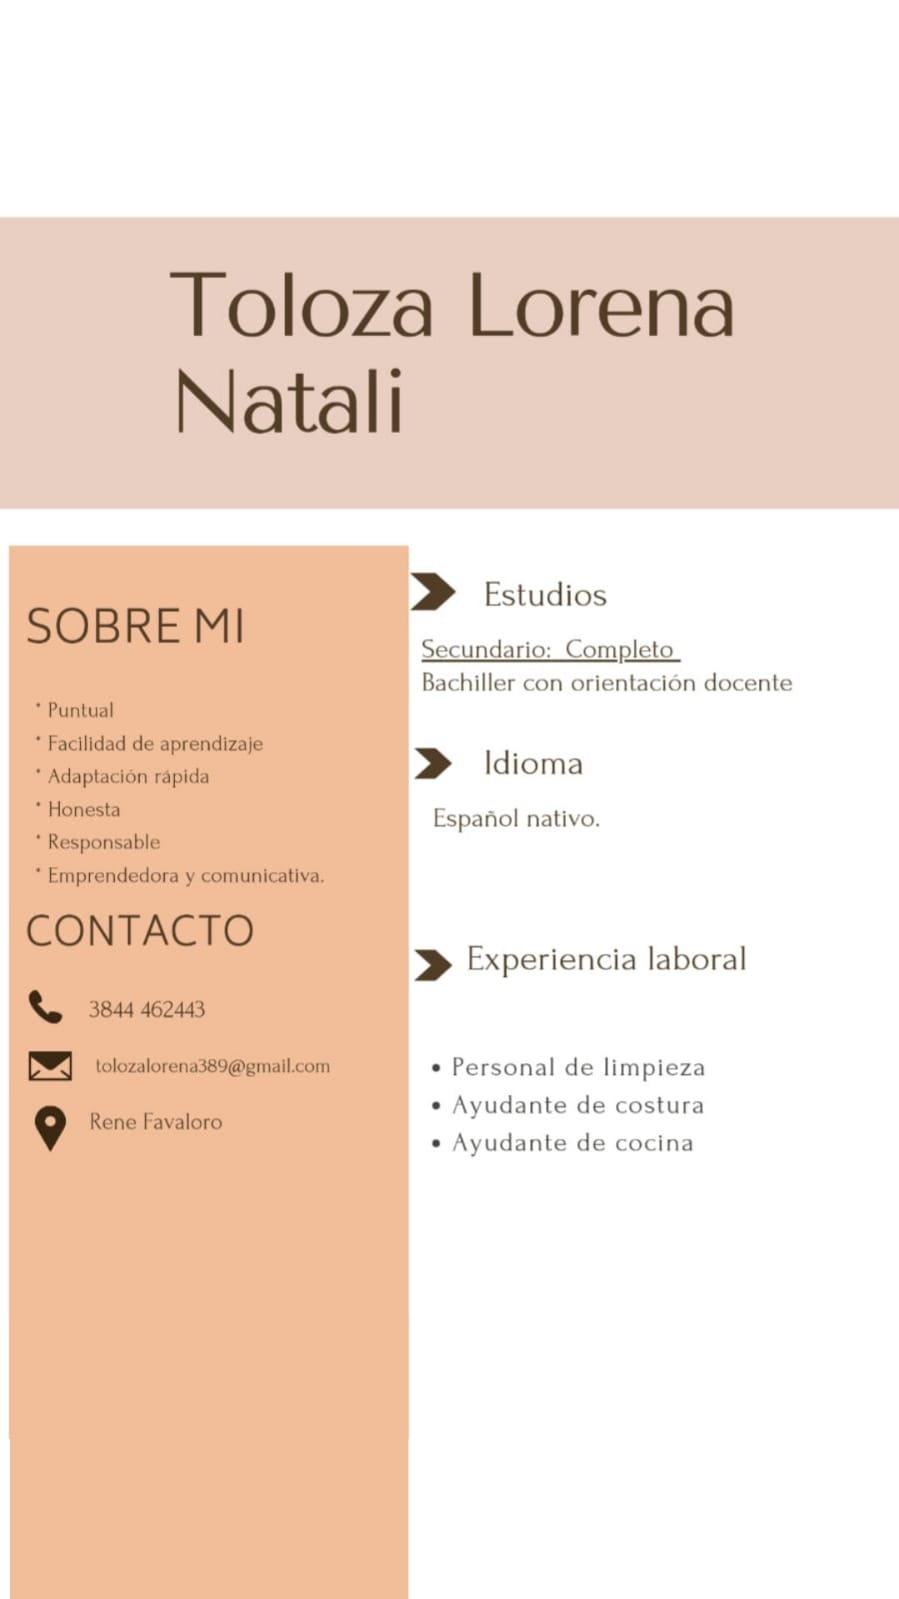 Toloza Lorena
Natali
SOBRE MI
* Puntual
* Facilidad de aprendizaje
* Adaptación rápida
* Honesta
* Responsable
* Emprendedora y comunicativa.
CONTACTO
3844 462443
tolozalorena389@gmail.com
Rene Favaloro
Estudios
Secundario:  Completo
Bachiller con orientación docente
Idioma
Español nativo.
Experiencia laboral
• Personal de limpieza
• Ayudante de costura
• Ayudante de cocina